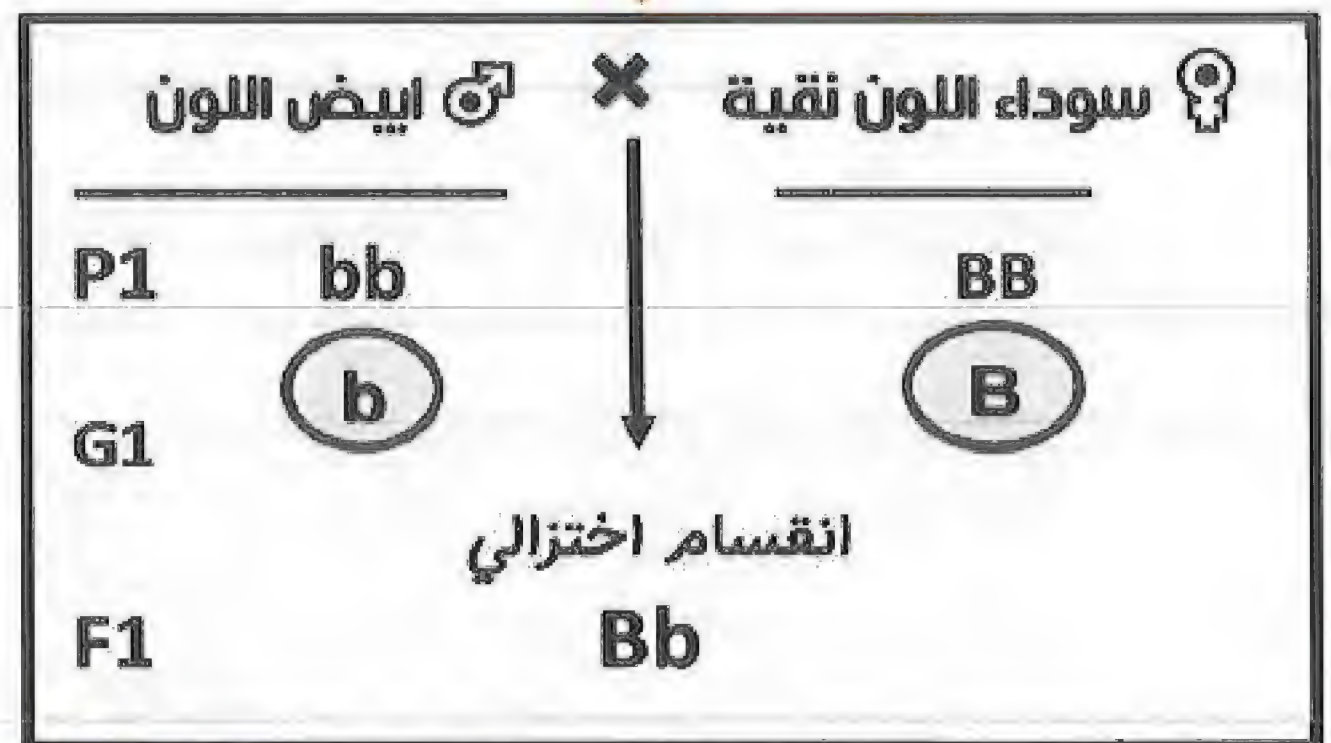 ♀ سوداء اللون نقية × ♂ ابيض اللون
P1 bb BB
b B
G1
انقسام اختزالي
F1 Bb